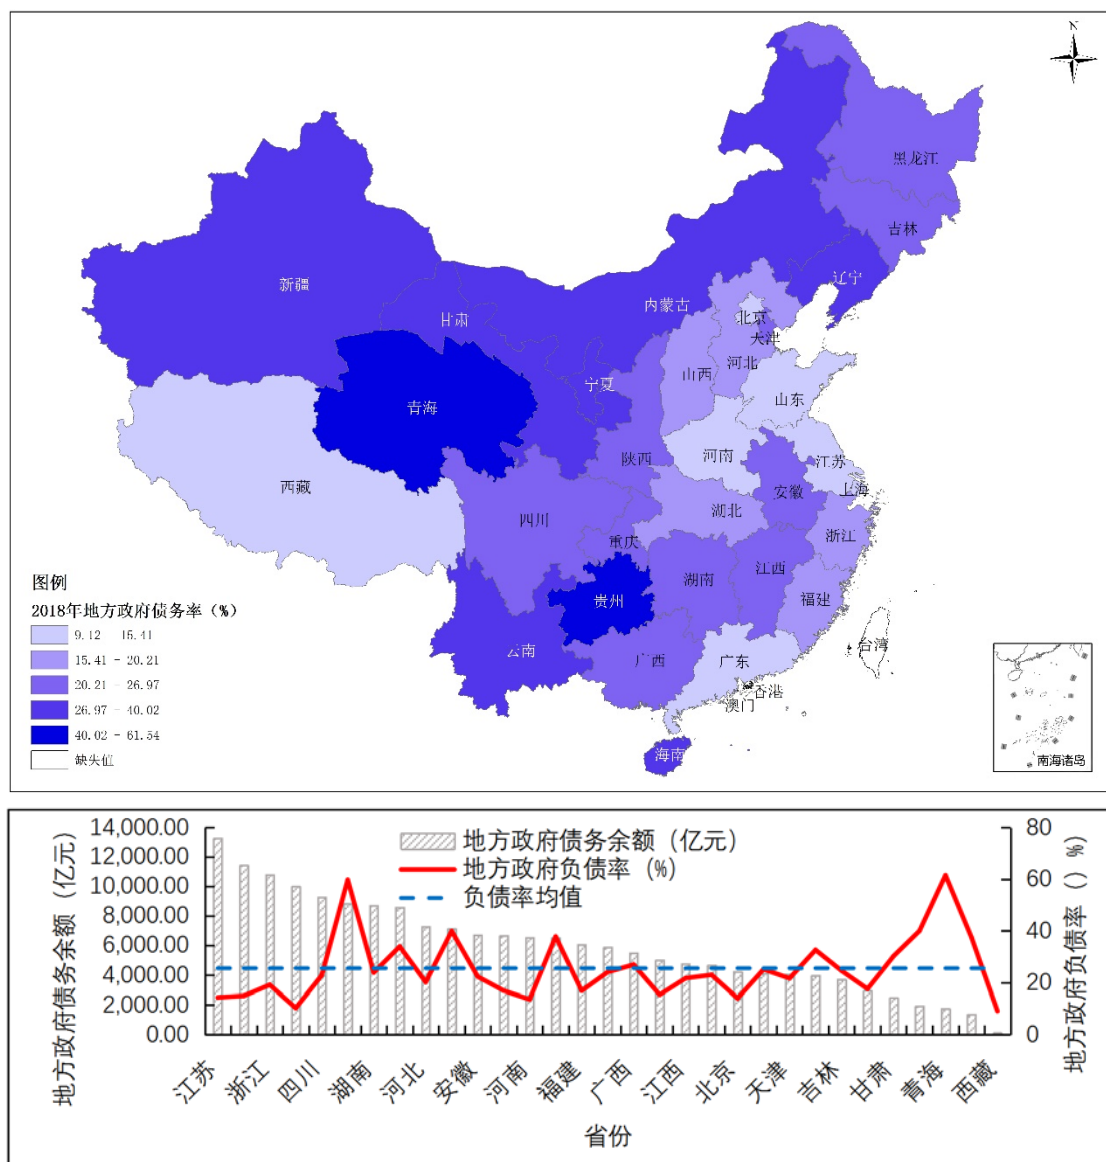 N
黑龙江
吉林
辽宁
新疆
内蒙古
甘肃
北京
天津
河北
山西
宁夏
青海
山东
陕西
河南
江苏
西藏
安徽
上海
四川
湖北
浙江
重庆
湖南
江西
贵州
福建
云南
广西
广东
台湾
香港
澳门
海南
南海诸岛
图例
2018年地方政府债务率（%）
9.12 - 15.41
15.41 - 20.21
20.21 - 26.97
26.97 - 40.02
40.02 - 61.54
缺失值
地方政府债务余额（亿元）
14,000.00
12,000.00
10,000.00
8,000.00
6,000.00
4,000.00
2,000.00
0.00
地方政府债务余额（亿元）
地方政府负债率（%）
负债率均值
80
60
40
20
0
地方政府负债率（）%）
江苏
浙江
四川
湖南
河北
安徽
河南
福建
广西
江西
北京
天津
吉林
甘肃
青海
西藏
省份